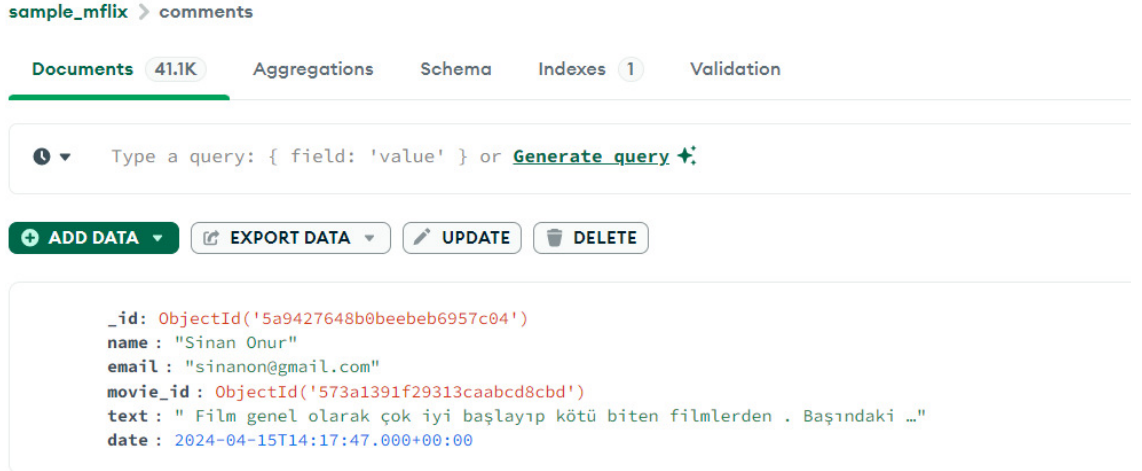 sample_mflix > comments
Documents 41.1K Aggregations Schema Indexes 1 Validation
Type a query: { field: 'value' } or Generate query
ADD DATA EXPORT DATA UPDATE DELETE
_id: ObjectId('5a9427648b0beebeb6957c04')
name : "Sinan Onur"
email : "sinanon@gmail.com"
movie_id : ObjectId('573a1391f29313caabcd8cbd')
text : " Film genel olarak çok iyi başlayıp kötü biten filmlerden . Başındaki …"
date : 2024-04-15T14:17:47.000+00:00